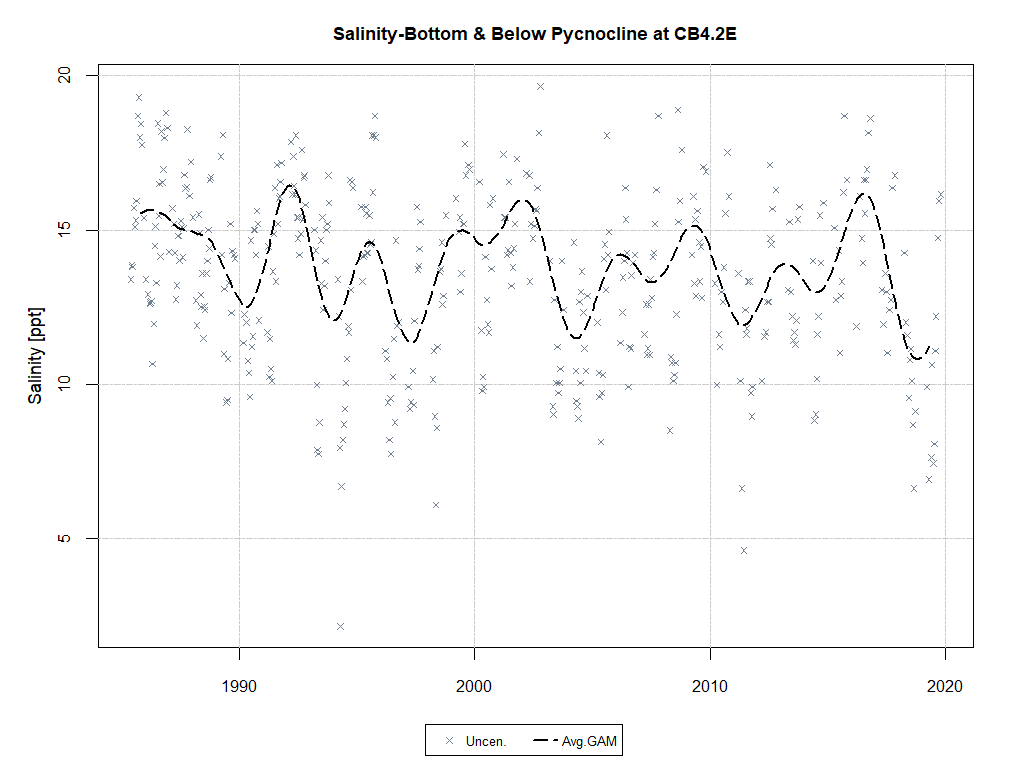 Salinity-Bottom & Below Pycnocline at CB4.2E
20
15
10
5
Salinity [ppt]
1990 2000 2010 2020
Uncen. Avg.GAM